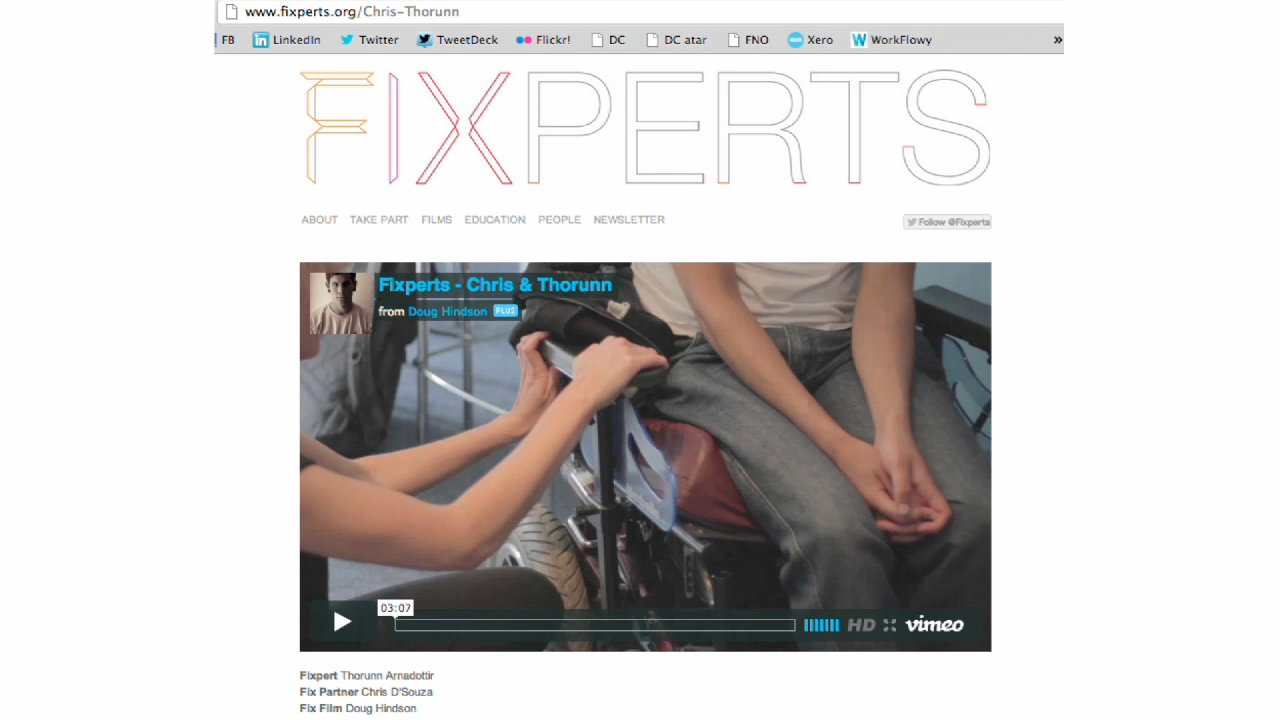 www.fixperts.org/Chris-Thorunn
FB LinkedIn Twitter TweetDeck Flickr! DC DC atar FNO Xero W WorkFlowy »
FIXPERTS
ABOUT TAKE PART FILMS EDUCATION PEOPLE NEWSLETTER Follow @Fixperts
Fixperts - Chris & Thorunn
from Doug Hindson PLUS
03:07
HD vimeo
Fixpert Thorunn Arnadottir
Fix Partner Chris D'Souza
Fix Film Doug Hindson